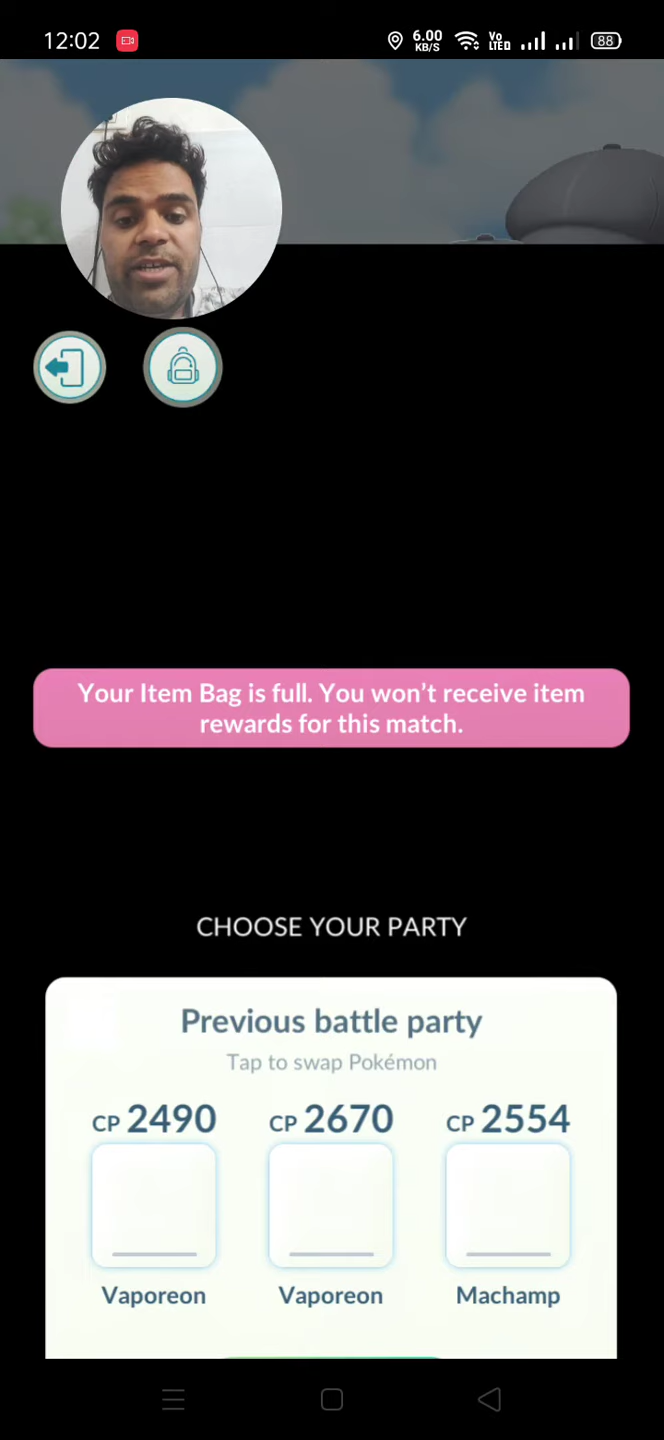 12:02
6.00
KB/S
Vo
LTE
88
Your Item Bag is full. You won't receive item
rewards for this match.
CHOOSE YOUR PARTY
Previous battle party
Tap to swap Pokémon
CP 2490 CP 2670 CP 2554
Vaporeon Vaporeon Machamp